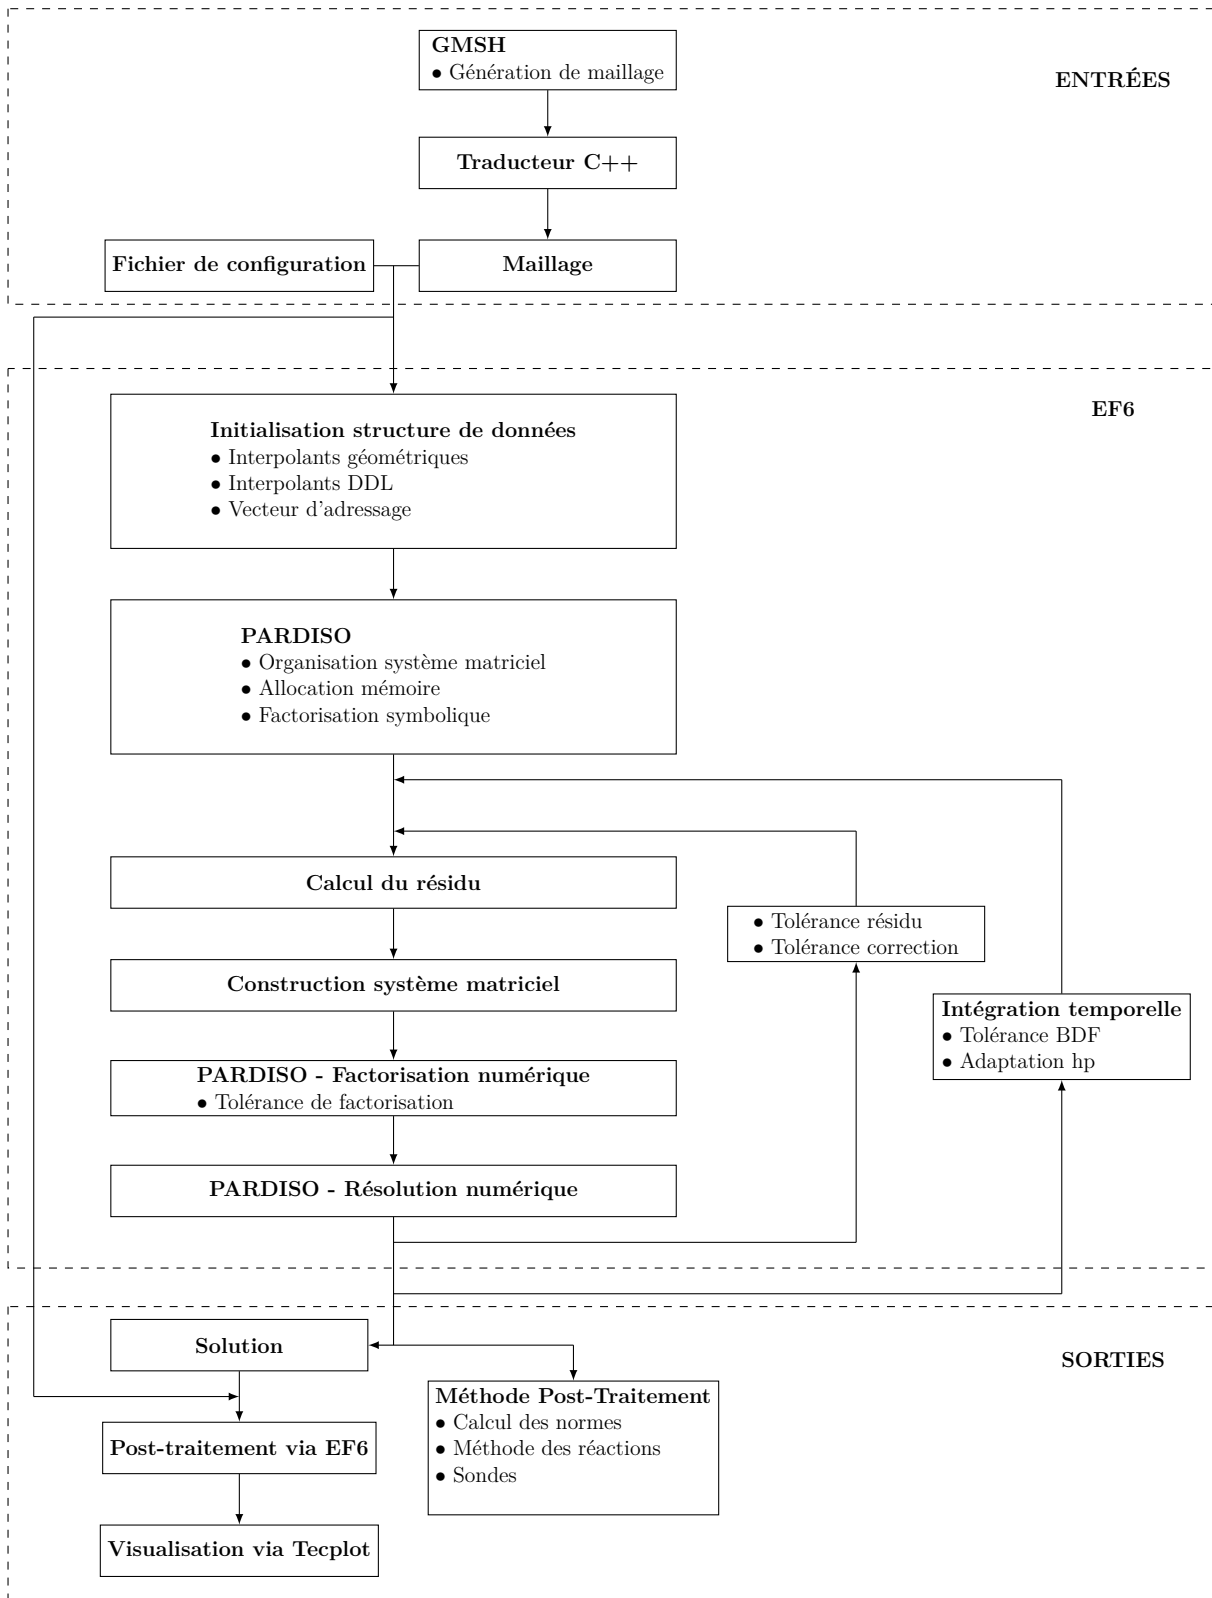 GMSH
• Génération de maillage
ENTRÉES
Traducteur C++
Fichier de configuration
Maillage
EF6
Initialisation structure de données
• Interpolants géométriques
• Interpolants DDL
• Vecteur d'adressage
PARDISO
• Organisation système matriciel
• Allocation mémoire
• Factorisation symbolique
Calcul du résidu
• Tolérance résidu
• Tolérance correction
Construction système matriciel
Intégration temporelle
• Tolérance BDF
• Adaptation hp
PARDISO - Factorisation numérique
• Tolérance de factorisation
PARDISO - Résolution numérique
Solution
SORTIES
Méthode Post-Traitement
• Calcul des normes
• Méthode des réactions
• Sondes
Post-traitement via EF6
Visualisation via Tecplot